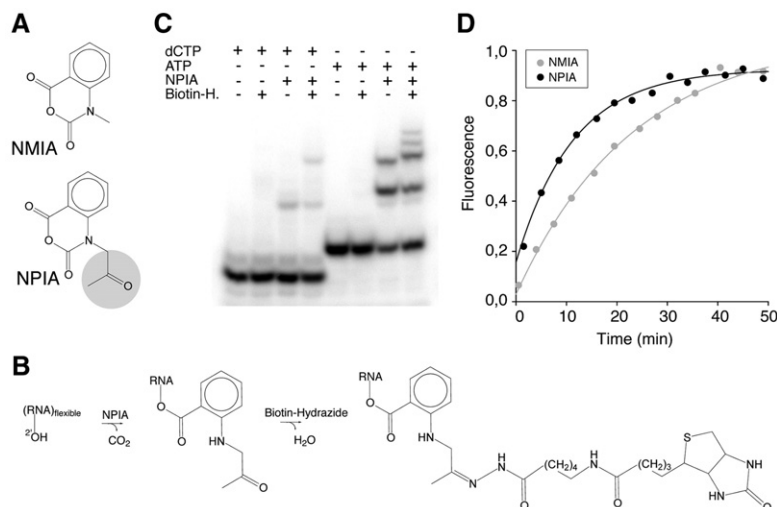 A
NMIA
NPIA
O
O
O
N
O
O
O
N
O
C
dCTP + + + + - - - -
ATP - - - - + + + +
NPIA - - + + - - + +
Biotin-H. - + - + - + - +
D
NMIA
NPIA
Fluorescence
1,0
0,8
0,6
0,4
0,2
0,0
0 10 20 30 40 50
Time (min)
B
(RNA)flexible
2'OH
NPIA
CO2
RNA
O
O
HN
O
Biotin-Hydrazide
H2O
RNA
O
O
HN
N
NH
O
(CH2)4
HN
O
(CH2)3
S
NH
HN
O